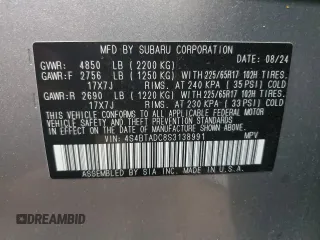 MFD. BY SUBARU CORPORATION
DATE: 08/24
GVWR: 4850 LB (2200 KG)
GAWR:F 2756 LB (1250 KG) WITH 225/65R17 102H TIRES,
17X7J RIMS, AT 240 KPA (35 PSI) COLD
GAWR:R 2690 LB (1220 KG) WITH 225/65R17 102H TIRES,
17X7J RIMS, AT 230 KPA (33 PSI) COLD
THIS VEHICLE CONFORMS TO ALL APPLICABLE
FEDERAL MOTOR VEHICLE SAFETY, BUMPER, AND
THEFT PREVENTION STANDARDS IN EFFECT ON THE
DATE OF MANUFACTURE SHOWN ABOVE.
VIN: 4S4BTADC8S3138991
MPV
ASSEMBLED BY SIA INC. IN U.S.A.
DREAMBID